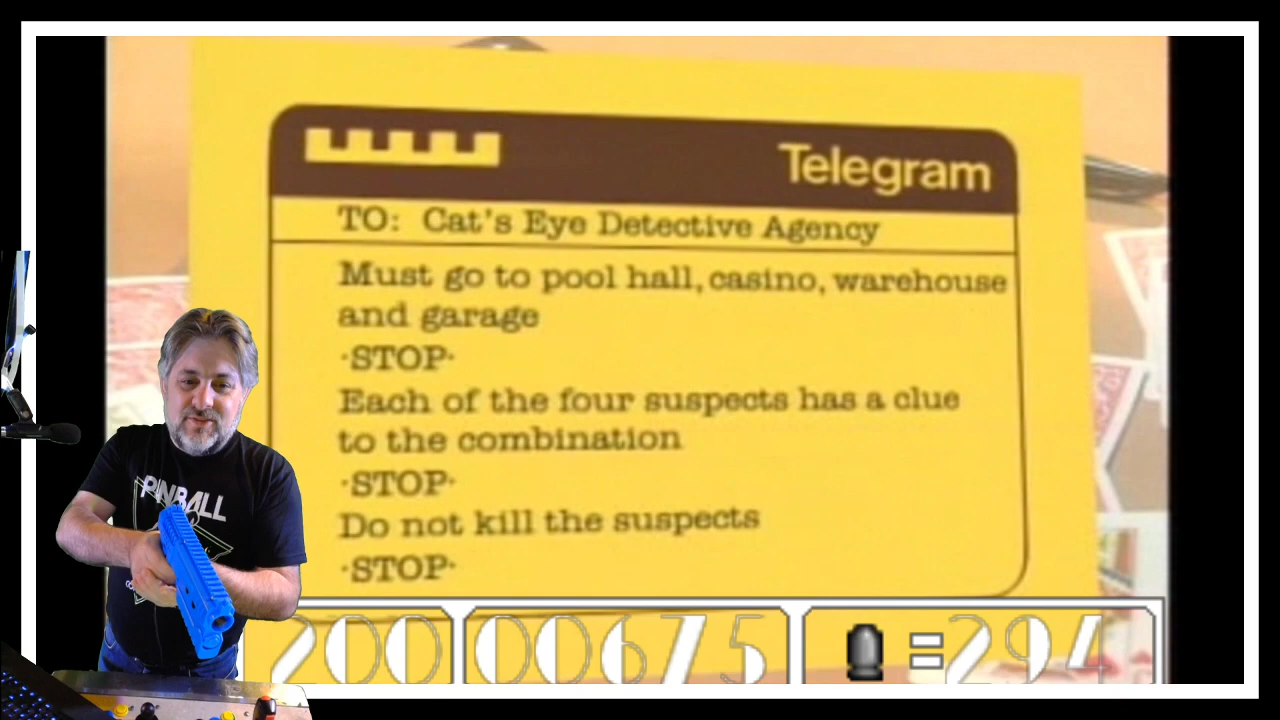 Telegram
TO: Cat's Eye Detective Agency
Must go to pool hall, casino, warehouse
and garage
·STOP·
Each of the four suspects has a clue
to the combination
·STOP·
Do not kill the suspects
·STOP·
PINBALL
200 00675 =294